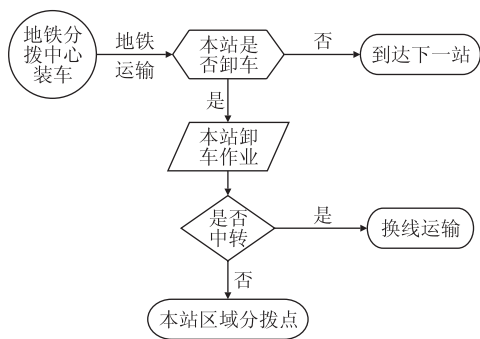 地铁分
拨中心
装车
地铁
运输
本站是
否卸车
否
到达下一站
是
本站卸
车作业
是否
中转
是
换线运输
否
本站区域分拨点